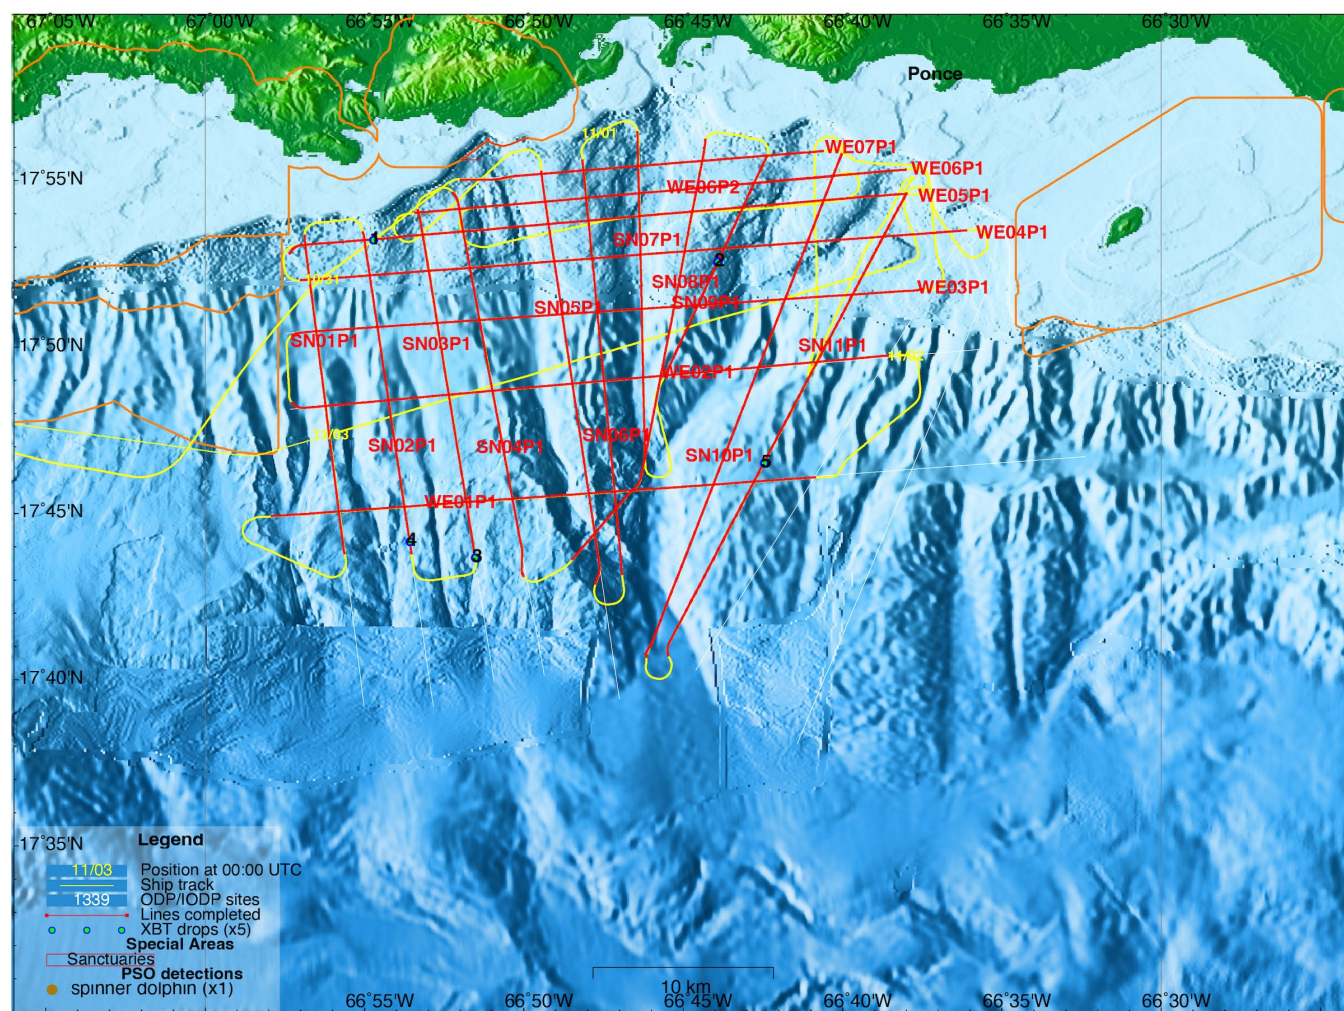 67°05'W 67°00'W 66°55'W 66°50'W 66°45'W 66°40'W 66°35'W 66°30'W
Ponce
11/01
WE07P1
WE06P1
17°55'N
WE06P2
WE05P1
WE04P1
1
SN07P1
2
10/31
SN08P1
WE03P1
SN09P1
SN05P1
SN01P1
SN03P1
SN11P1
17°50'N
11/02
WE02P1
11/03
SN06P1
SN02P1
SN04P1
SN10P1
5
WE01P1
17°45'N
4
3
17°40'N
17°35'N
Legend
11/03 Position at 00:00 UTC
Ship track
1339 ODP/IODP sites
Lines completed
XBT drops (x5)
Special Areas
Sanctuaries
PSO detections
spinner dolphin (x1)
10 km
66°55'W 66°50'W 66°45'W 66°40'W 66°35'W 66°30'W